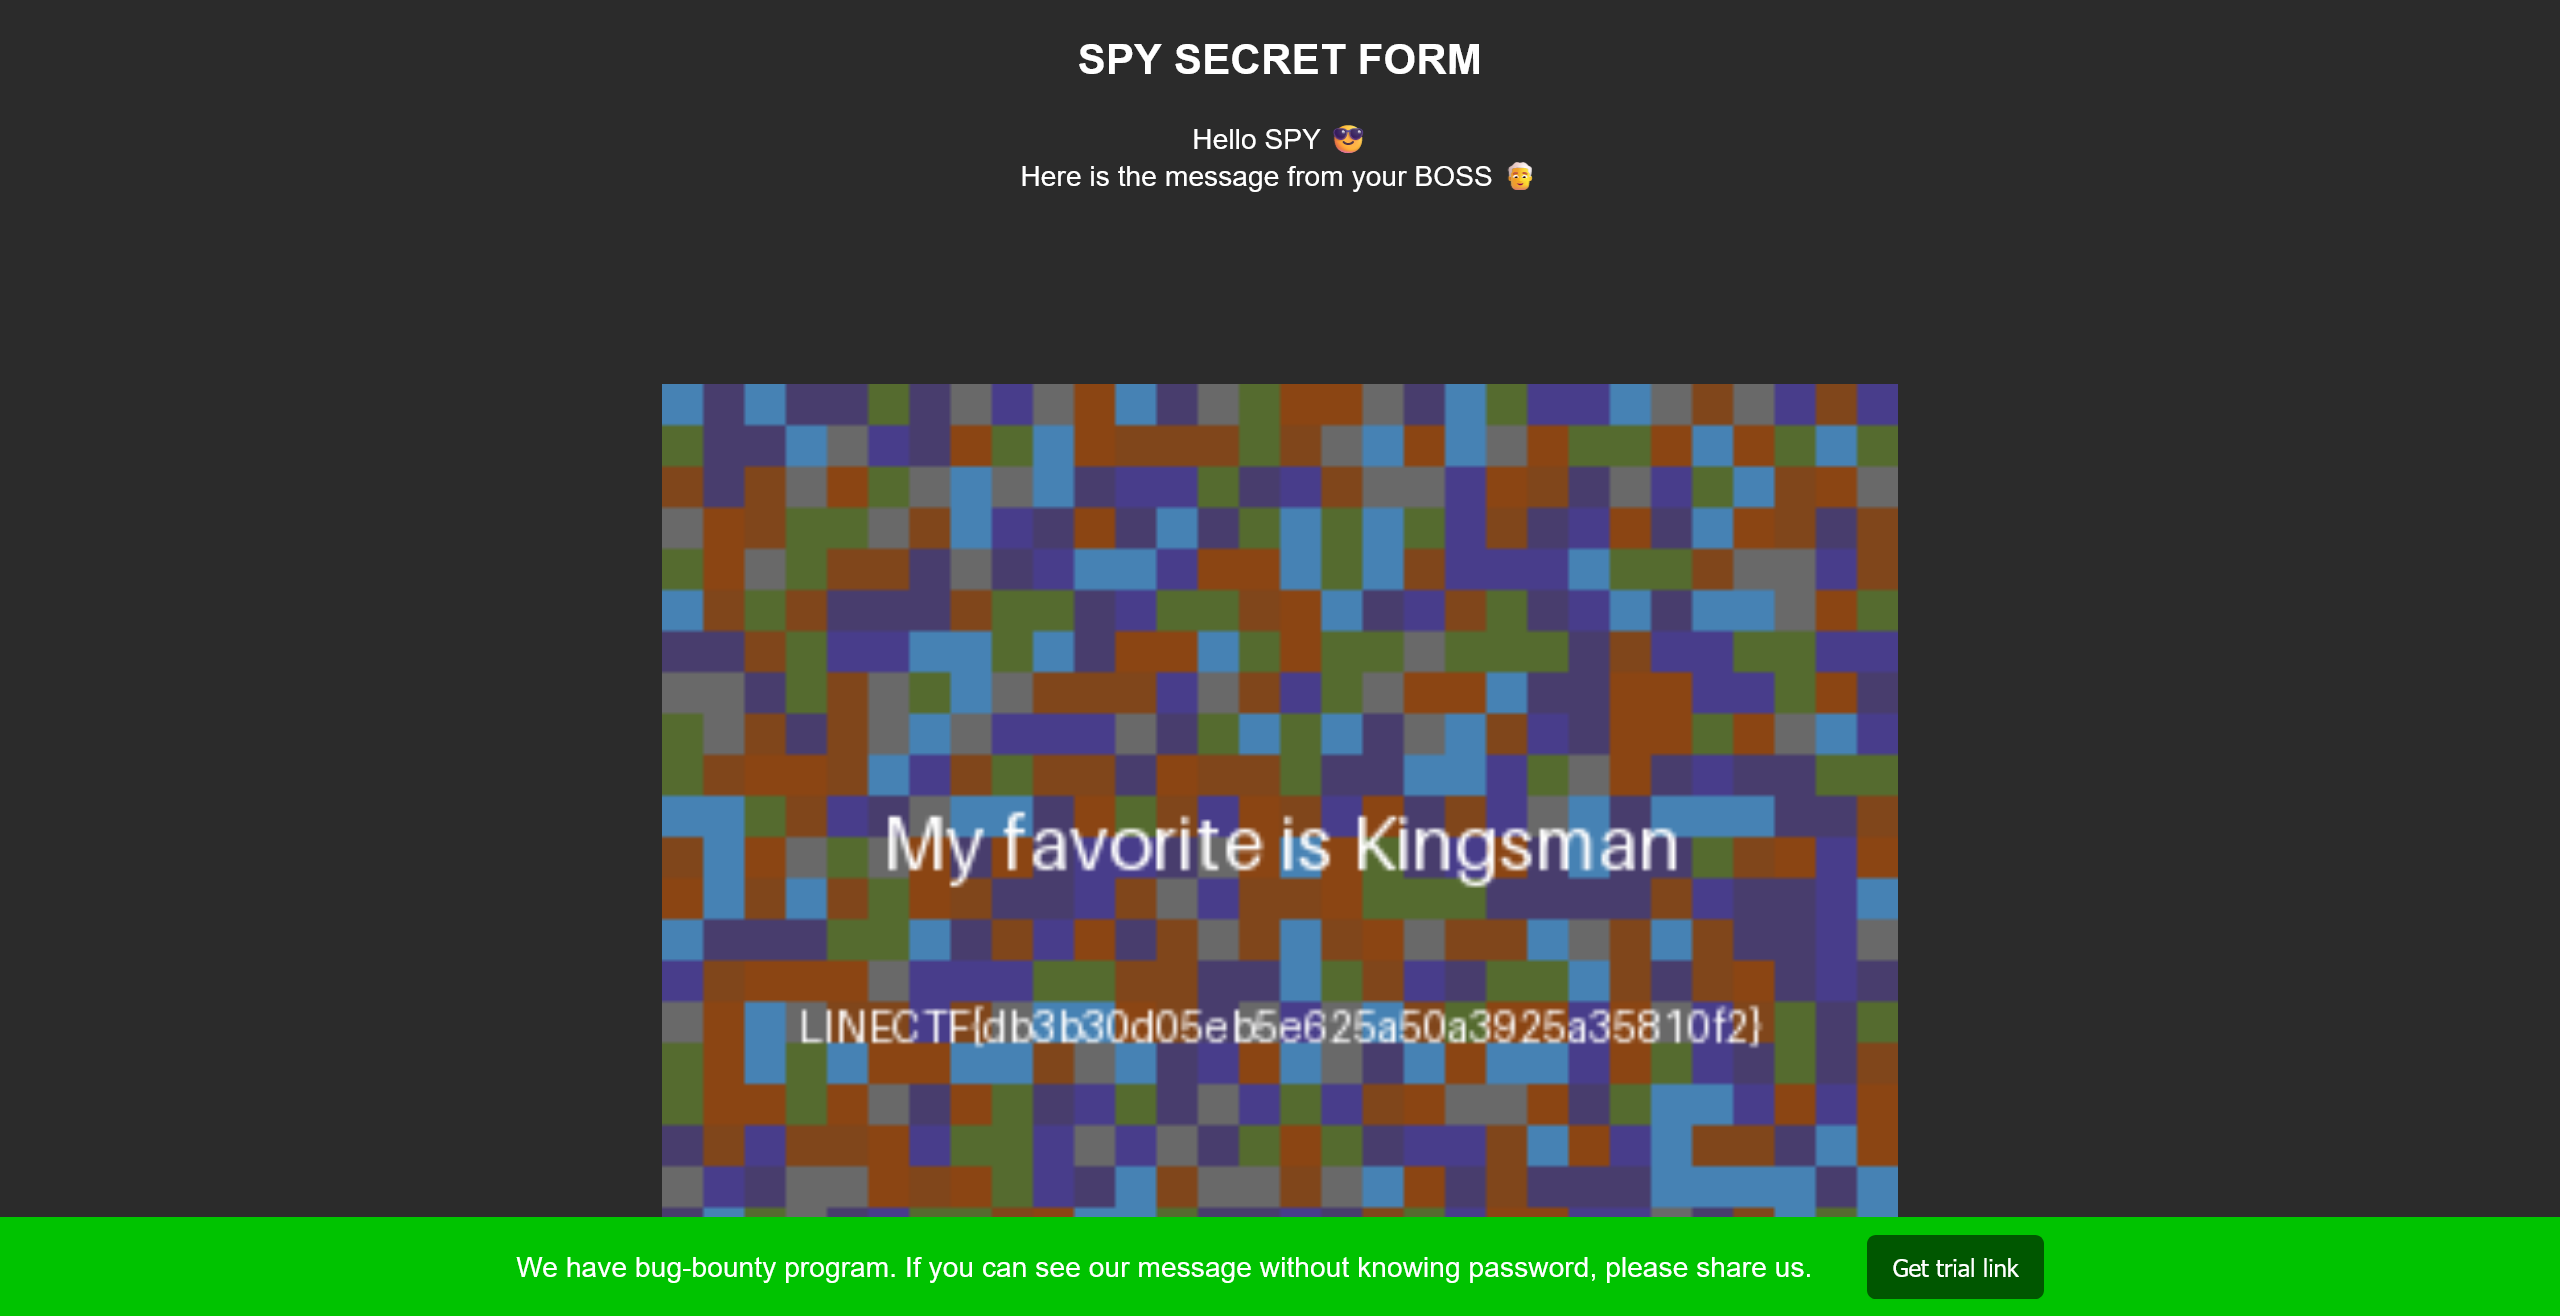 SPY SECRET FORM
Hello SPY 😎
Here is the message from your BOSS 👨‍🦳
My favorite is Kingsman
LINECTF{db3b30d05eb5e625a50a3925a35810f2}
We have bug-bounty program. If you can see our message without knowing password, please share us.
Get trial link